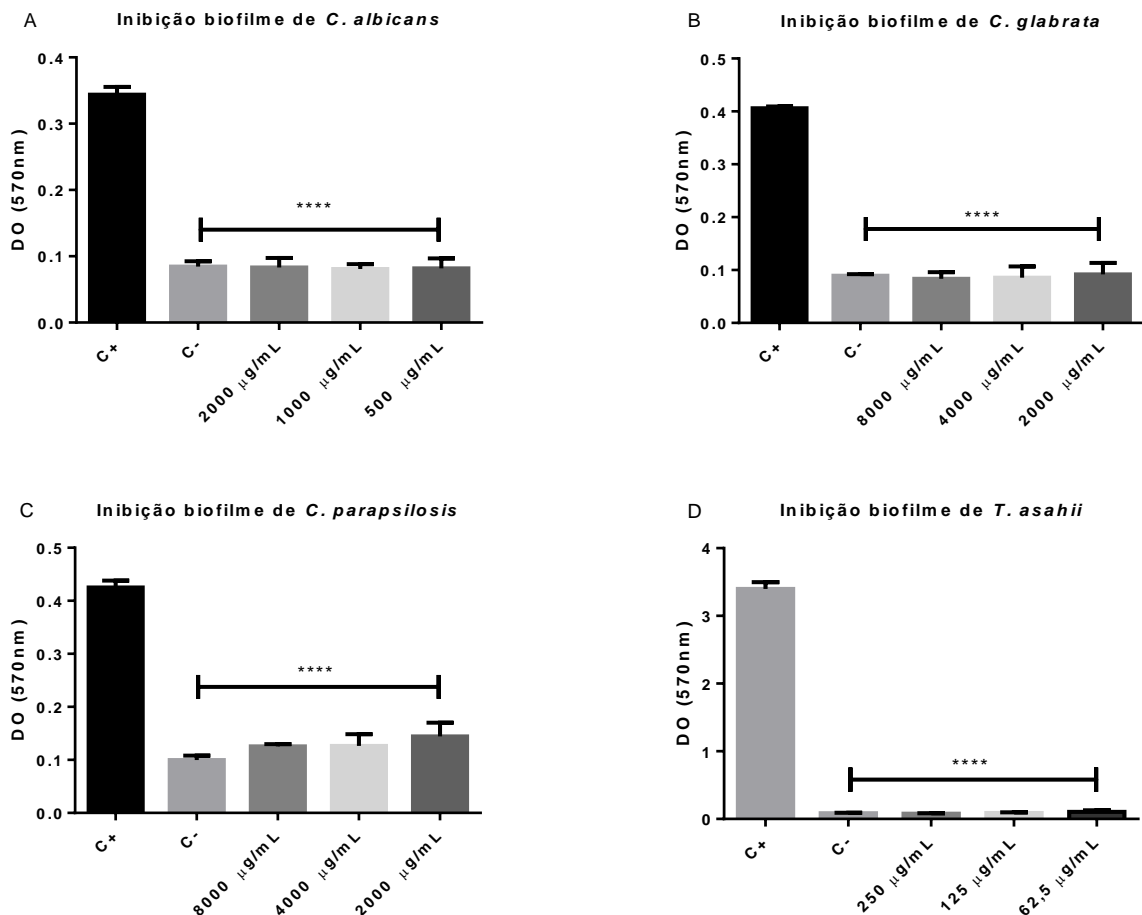 A
Inibição biofilme de C. albicans
DO (570nm)
0.4
0.3
0.2
0.1
0.0
****
C+
C-
2000 µg/mL
1000 µg/mL
500 µg/mL
B
Inibição biofilme de C. glabrata
DO (570nm)
0.5
0.4
0.3
0.2
0.1
0.0
****
C+
C-
8000 µg/mL
4000 µg/mL
2000 µg/mL
C
Inibição biofilme de C. parapsilosis
DO (570nm)
0.5
0.4
0.3
0.2
0.1
0.0
****
C+
C-
8000 µg/mL
4000 µg/mL
2000 µg/mL
D
Inibição biofilme de T. asahii
DO (570nm)
4
3
2
1
0
****
C+
C-
250 µg/mL
125 µg/mL
62,5 µg/mL